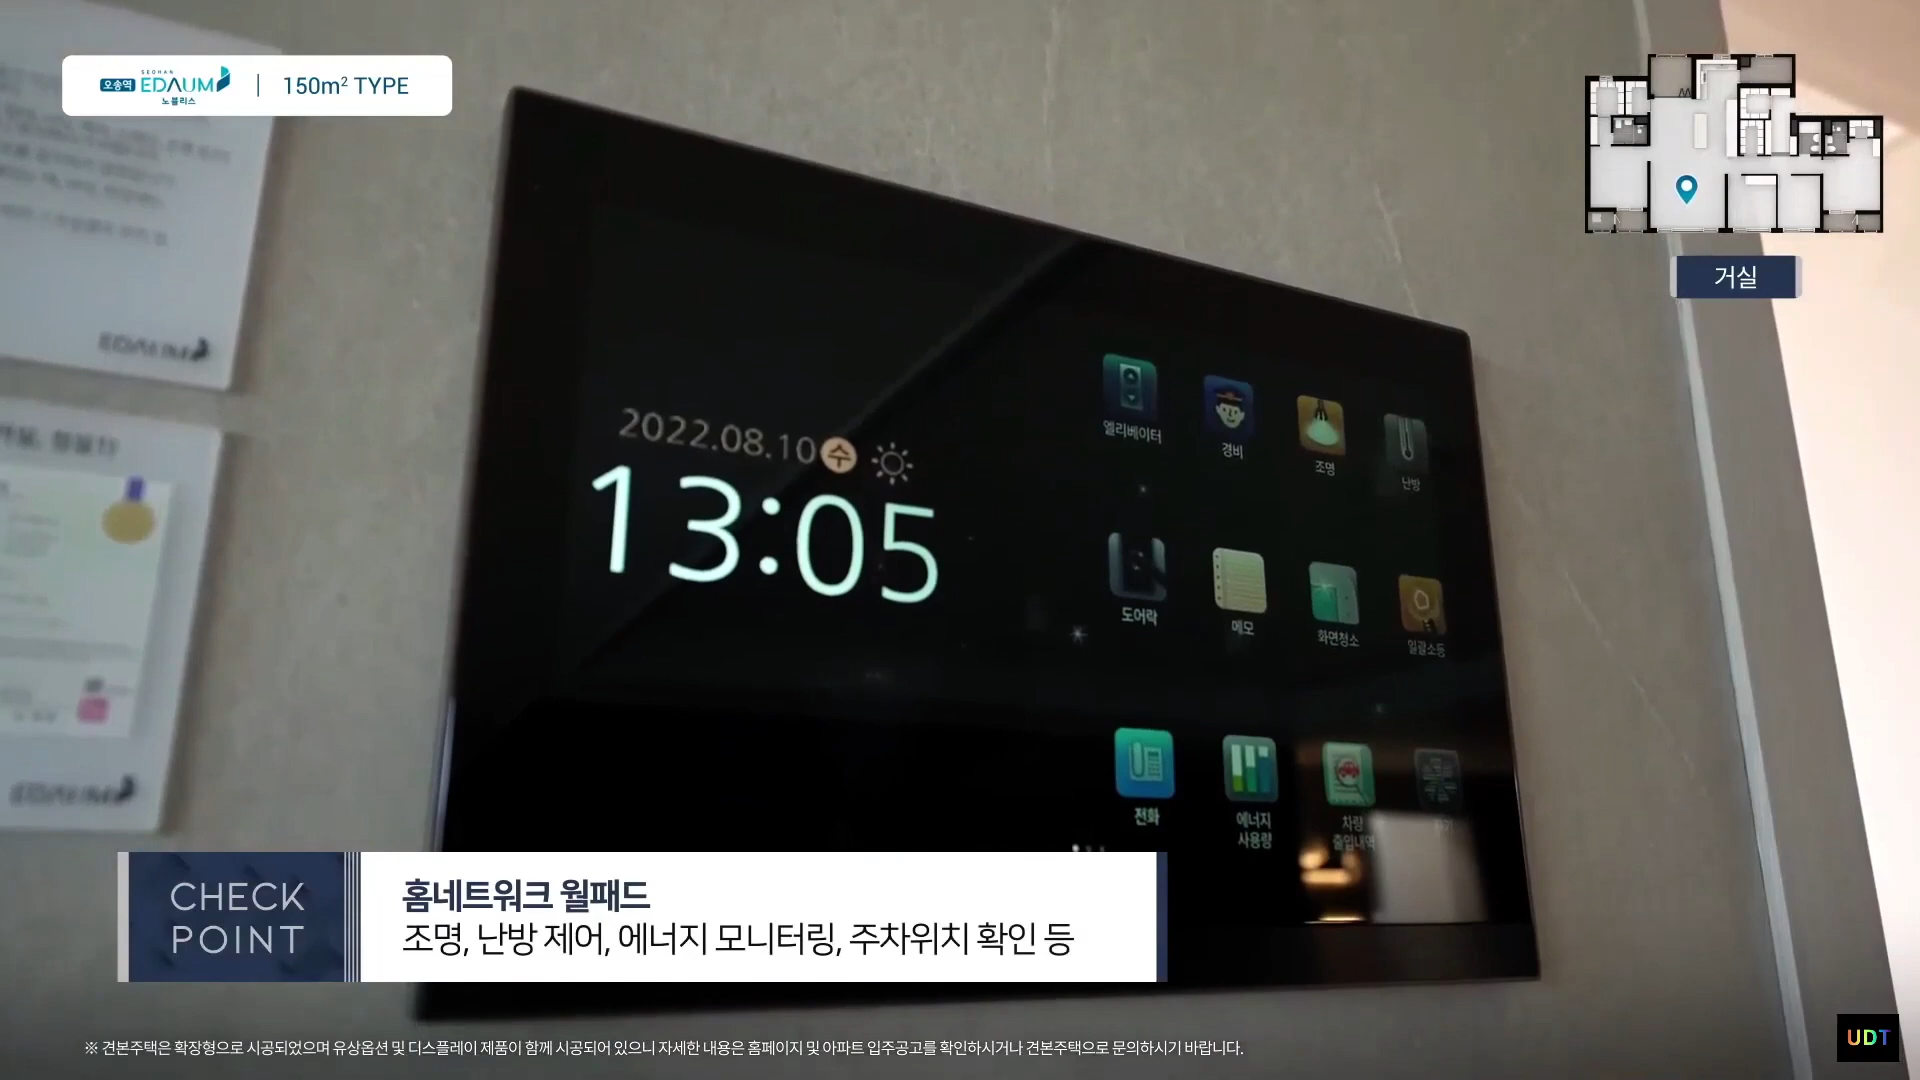 오송역
SEOHAN
EDAUM
노블리스
150m² TYPE
거실
EDAUM
2022.08.10 수
13:05
엘리베이터
경비
조명
난방
도어락
메모
화면청소
일괄소등
전화
에너지
사용량
차량
출입내역
EDAUM
CHECK
POINT
홈네트워크 월패드
조명, 난방 제어, 에너지 모니터링, 주차위치 확인 등
※ 견본주택은 확장형으로 시공되었으며 유상옵션 및 디스플레이 제품이 함께 시공되어 있으니 자세한 내용은 홈페이지 및 아파트 입주공고를 확인하시거나 견본주택으로 문의하시기 바랍니다.
UDT